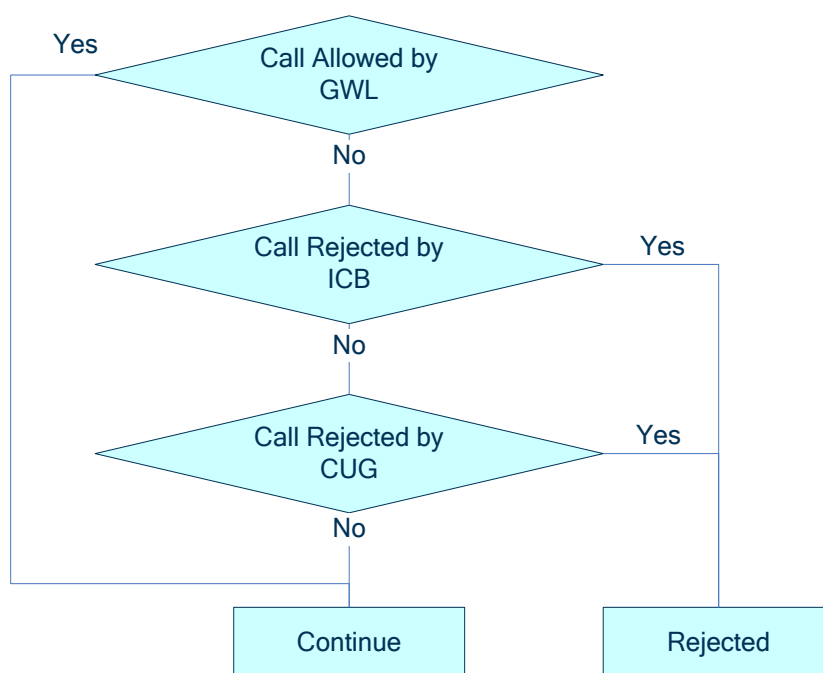 Yes
Call Allowed by
GWL
No
Call Rejected by
ICB
Yes
No
Call Rejected by
CUG
Yes
No
Continue
Rejected